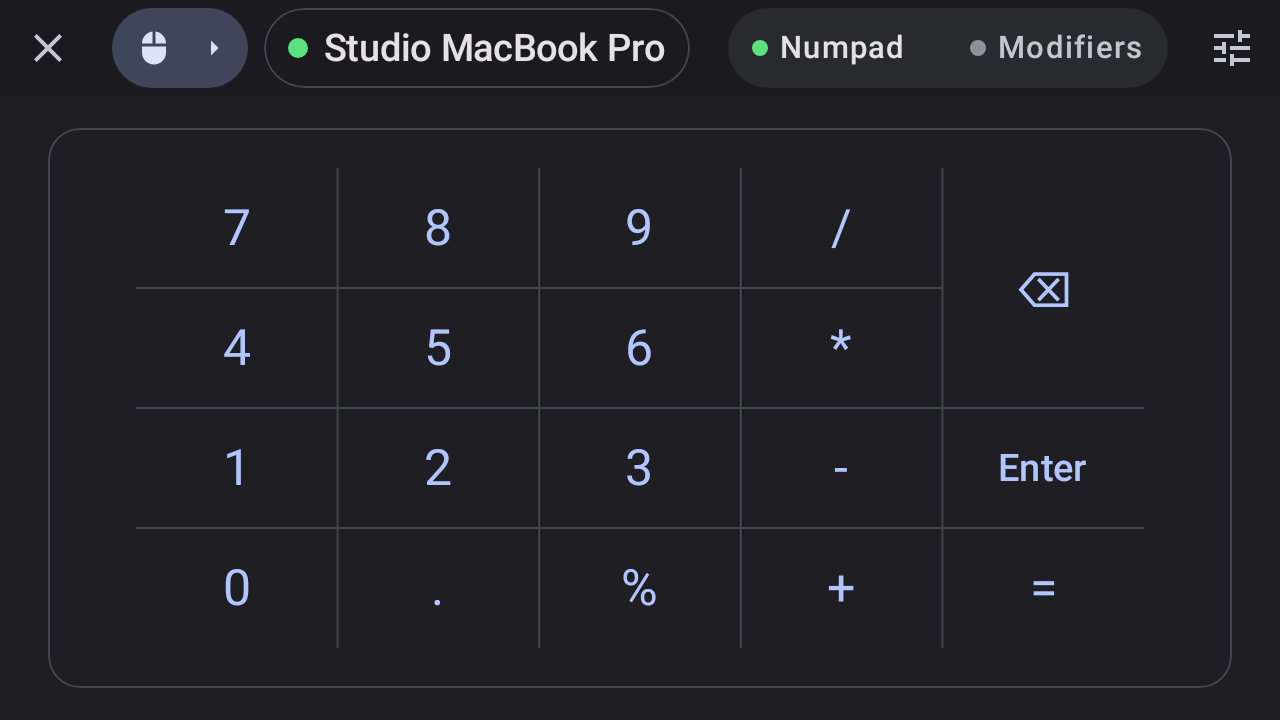 Studio MacBook Pro Numpad Modifiers
7 8 9 /
4 5 6 *
1 2 3 - Enter
0 . % + =